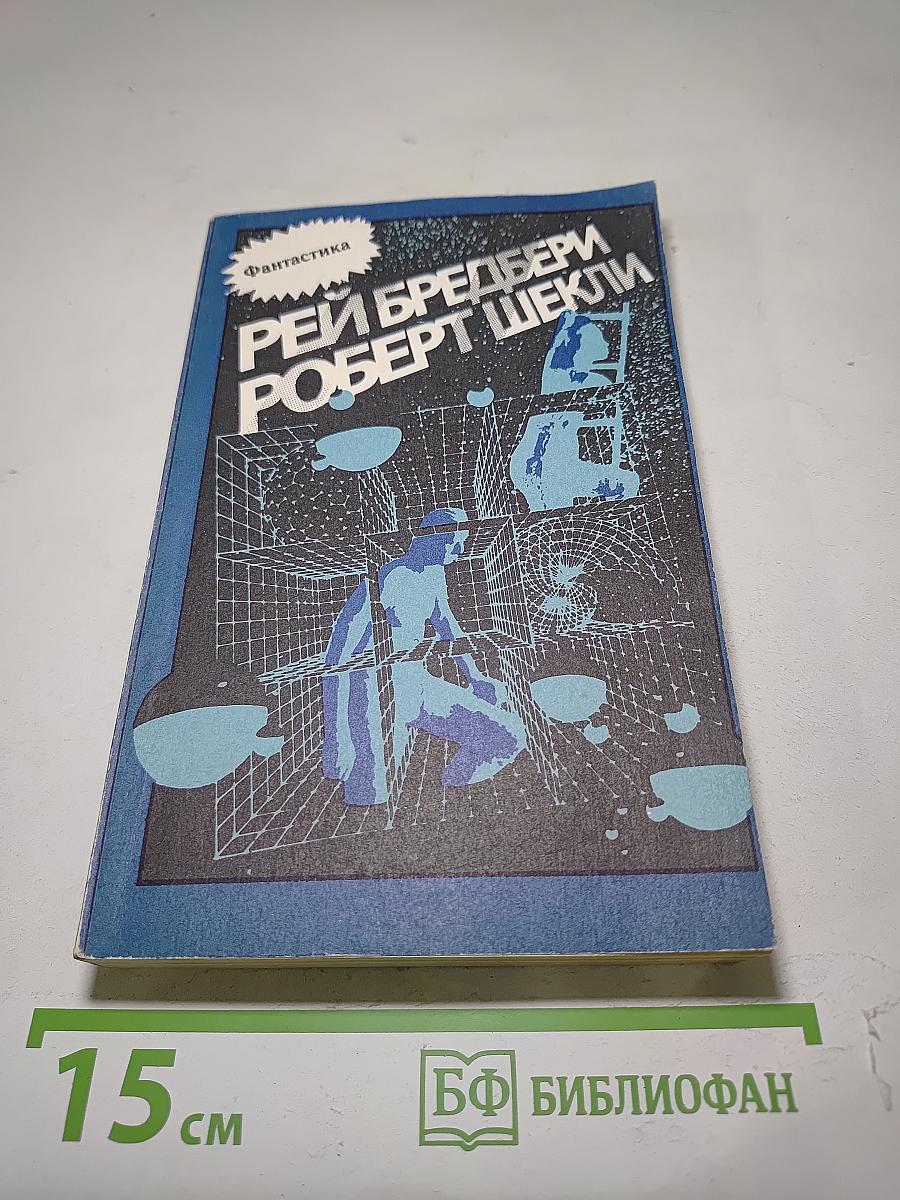 Фантастика
РЕЙ БРЕДБЕРИ
РОБЕРТ ШЕКЛИ
15 см
БФ БИБЛИОФАН